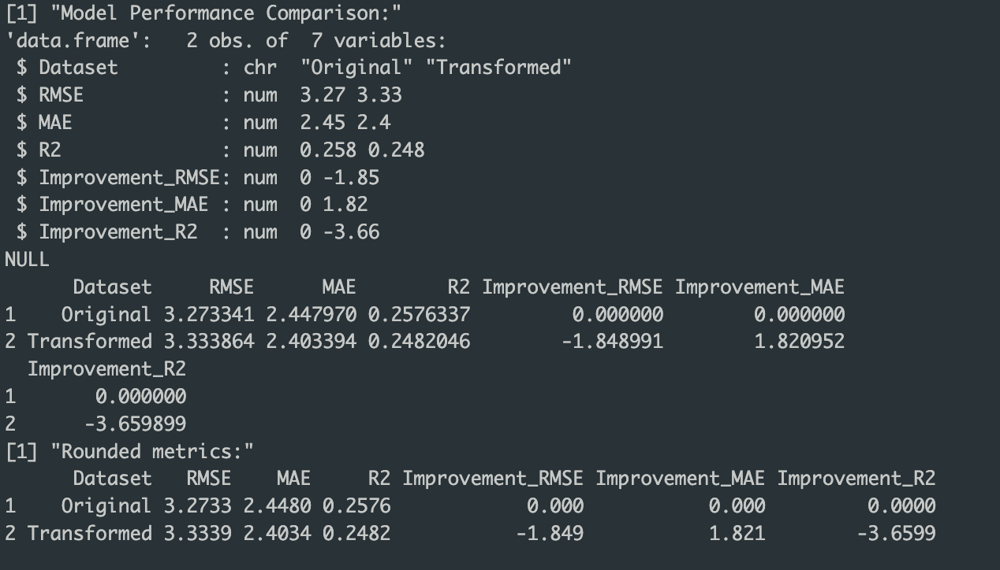 [1] "Model Performance Comparison:"
'data.frame':   2 obs. of  7 variables:
 $ Dataset         : chr  "Original" "Transformed"
 $ RMSE            : num  3.27 3.33
 $ MAE             : num  2.45 2.4
 $ R2              : num  0.258 0.248
 $ Improvement_RMSE: num  0 -1.85
 $ Improvement_MAE : num  0 1.82
 $ Improvement_R2  : num  0 -3.66
NULL
      Dataset     RMSE      MAE        R2 Improvement_RMSE Improvement_MAE
1    Original 3.273341 2.447970 0.2576337         0.000000        0.000000
2 Transformed 3.333864 2.403394 0.2482046        -1.848991        1.820952
  Improvement_R2
1       0.000000
2      -3.659899
[1] "Rounded metrics:"
      Dataset   RMSE    MAE     R2 Improvement_RMSE Improvement_MAE Improvement_R2
1    Original 3.2733 2.4480 0.2576            0.000           0.000         0.0000
2 Transformed 3.3339 2.4034 0.2482           -1.849           1.821        -3.6599